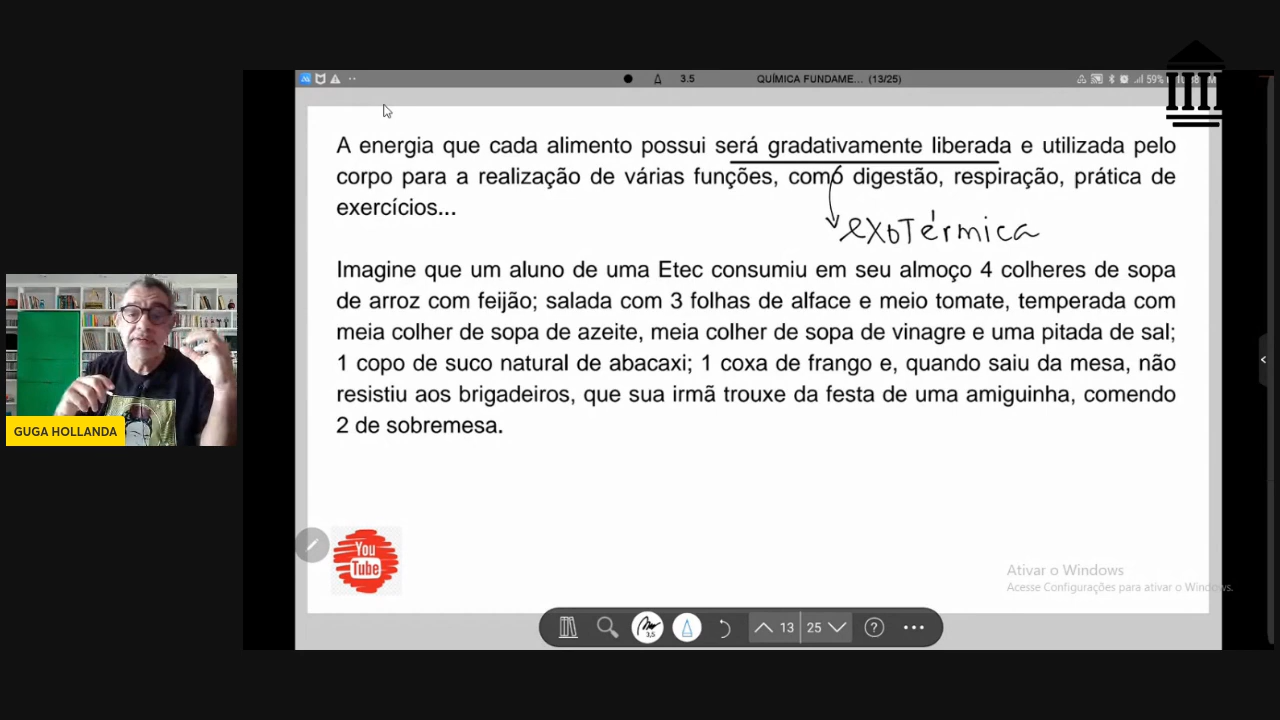 3.5 QUÍMICA FUNDAME... (13/25) 59%
A energia que cada alimento possui será gradativamente liberada e utilizada pelo
corpo para a realização de várias funções, como digestão, respiração, prática de
exercícios...
exotérmica
Imagine que um aluno de uma Etec consumiu em seu almoço 4 colheres de sopa
de arroz com feijão; salada com 3 folhas de alface e meio tomate, temperada com
meia colher de sopa de azeite, meia colher de sopa de vinagre e uma pitada de sal;
1 copo de suco natural de abacaxi; 1 coxa de frango e, quando saiu da mesa, não
resistiu aos brigadeiros, que sua irmã trouxe da festa de uma amiguinha, comendo
2 de sobremesa.
GUGA HOLLANDA
You
Tube
Ativar o Windows
Acesse Configurações para ativar o Windows.
3,5 13 25 ?